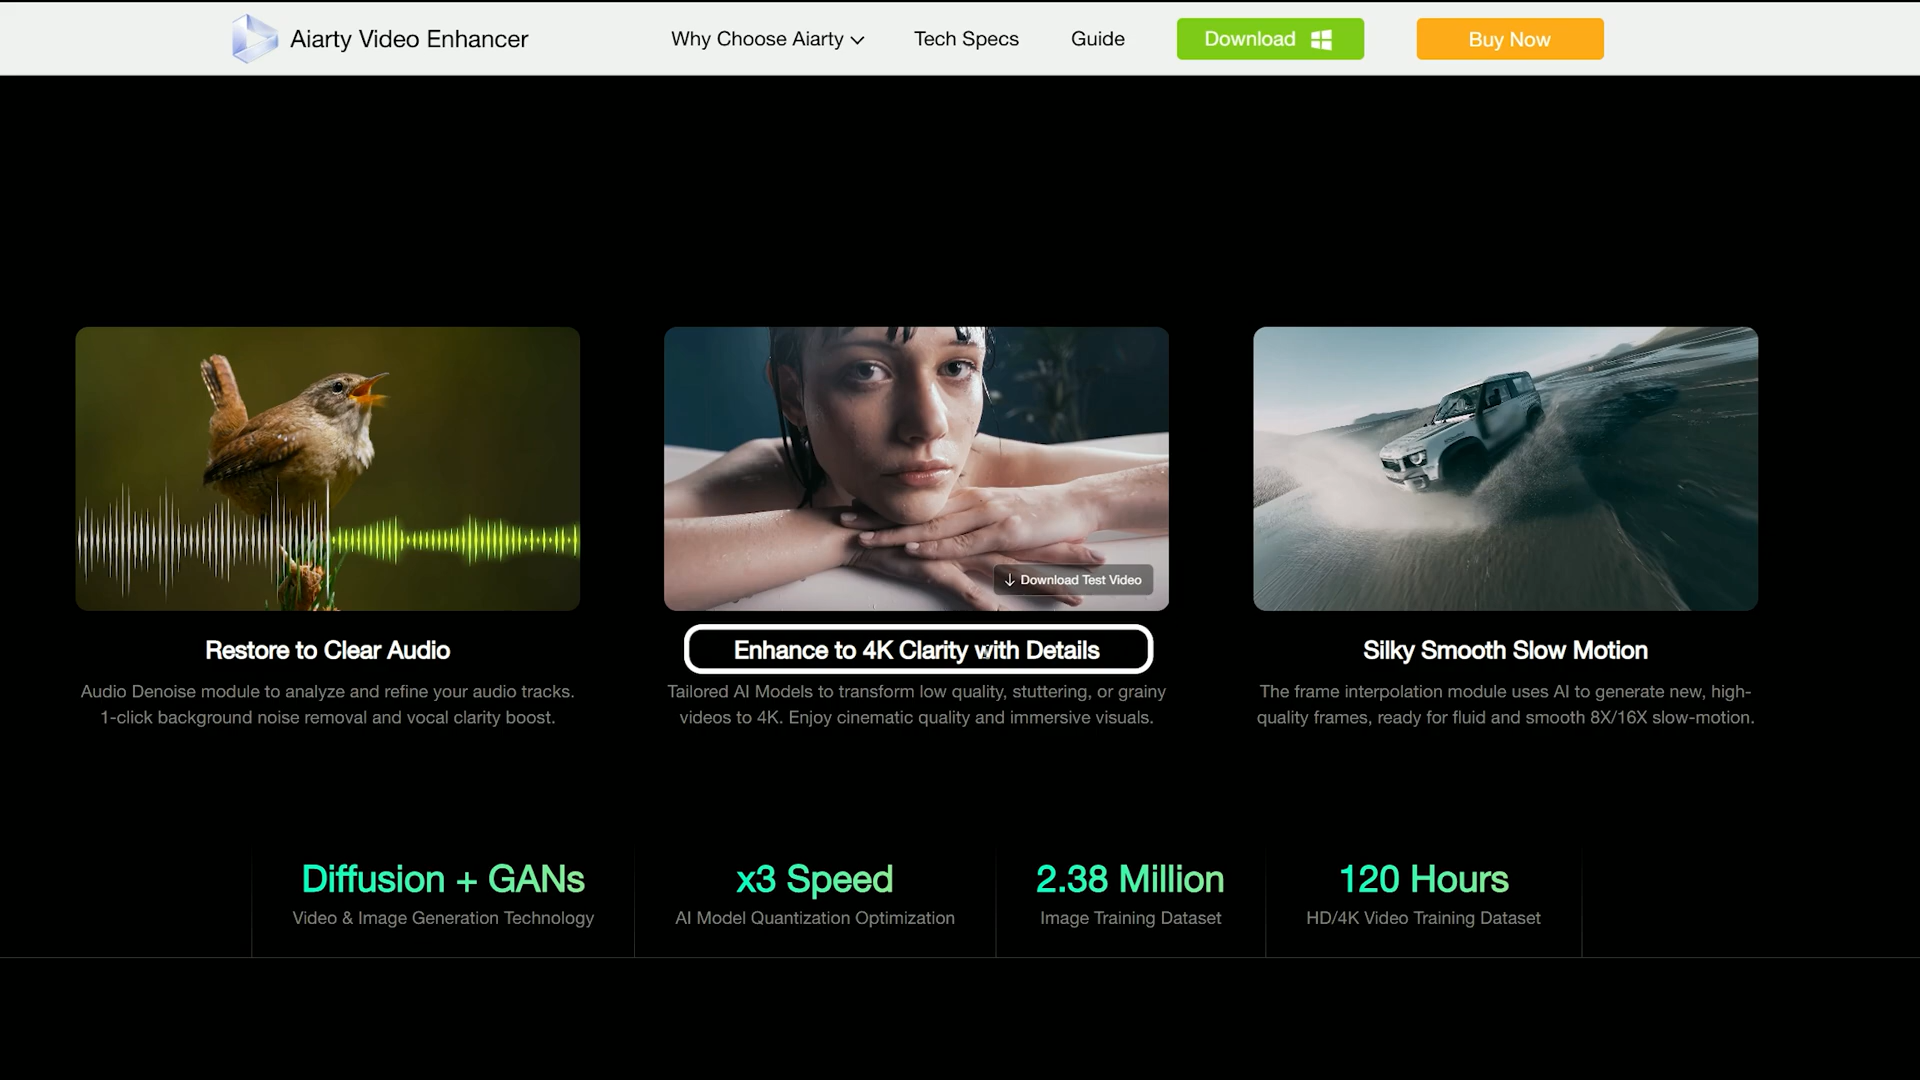 Aiarty Video Enhancer
Why Choose Aiarty
Tech Specs
Guide
Download
Buy Now
Download Test Video
Restore to Clear Audio
Audio Denoise module to analyze and refine your audio tracks.
1-click background noise removal and vocal clarity boost.
Enhance to 4K Clarity with Details
Tailored AI Models to transform low quality, stuttering, or grainy
videos to 4K. Enjoy cinematic quality and immersive visuals.
Silky Smooth Slow Motion
The frame interpolation module uses AI to generate new, high-
quality frames, ready for fluid and smooth 8X/16X slow-motion.
Diffusion + GANs
Video & Image Generation Technology
x3 Speed
AI Model Quantization Optimization
2.38 Million
Image Training Dataset
120 Hours
HD/4K Video Training Dataset